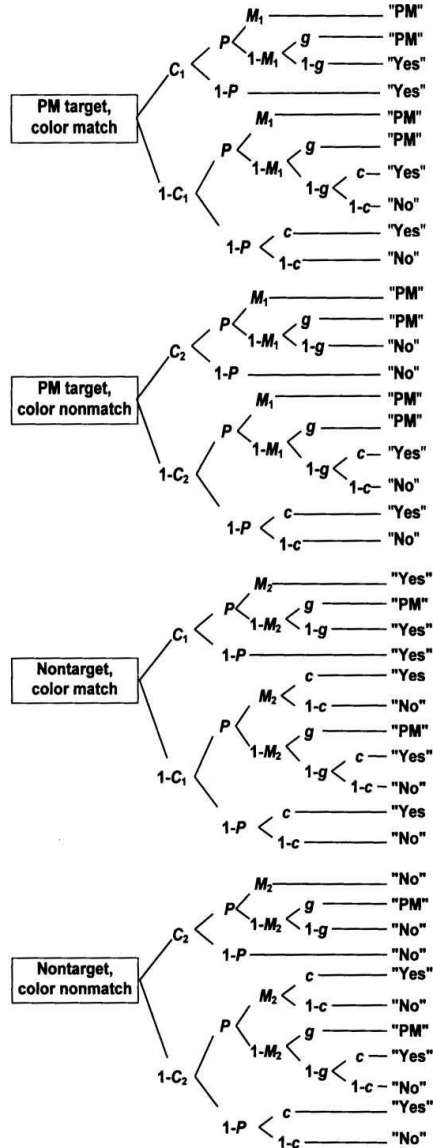 M₁ "PM"
P g "PM"
1-M₁
C₁ 1-g "Yes"
1-P "Yes"
PM target,
color match
M₁ "PM"
P g "PM"
1-M₁
c "Yes"
1-C₁ 1-g
1-c "No"
c "Yes"
1-P
1-c "No"
M₁ "PM"
P g "PM"
1-M₁
C₂ 1-g "No"
1-P "No"
PM target,
color nonmatch
M₁ "PM"
P g "PM"
1-M₁
c "Yes"
1-C₂ 1-g
1-c "No"
c "Yes"
1-P
1-c "No"
M₂ "Yes"
P g "PM"
1-M₂
C₁ 1-g "Yes"
1-P "Yes"
Nontarget,
color match
c "Yes
M₂
1-c "No"
P g "PM"
1-M₂
c "Yes"
1-C₁ 1-g
1-c "No"
c "Yes
1-P
1-c "No"
M₂ "No"
P g "PM"
1-M₂
C₂ 1-g "No"
1-P "No"
Nontarget,
color nonmatch
c "Yes"
M₂
1-c "No"
P g "PM"
1-M₂
c "Yes"
1-C₂ 1-g
1-c "No"
c "Yes"
1-P
1-c "No"